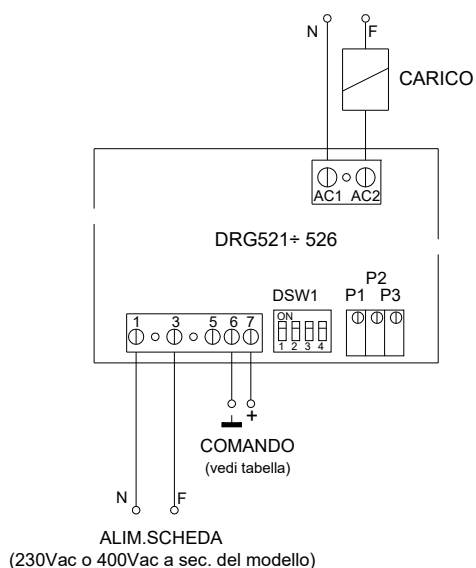 N F
CARICO
AC1 AC2
DRG521÷ 526
P2
DSW1 P1 P3
ON
1 3 5 6 7
1 2 3 4
+
COMANDO
(vedi tabella)
N F
ALIM.SCHEDA
(230Vac o 400Vac a sec. del modello)